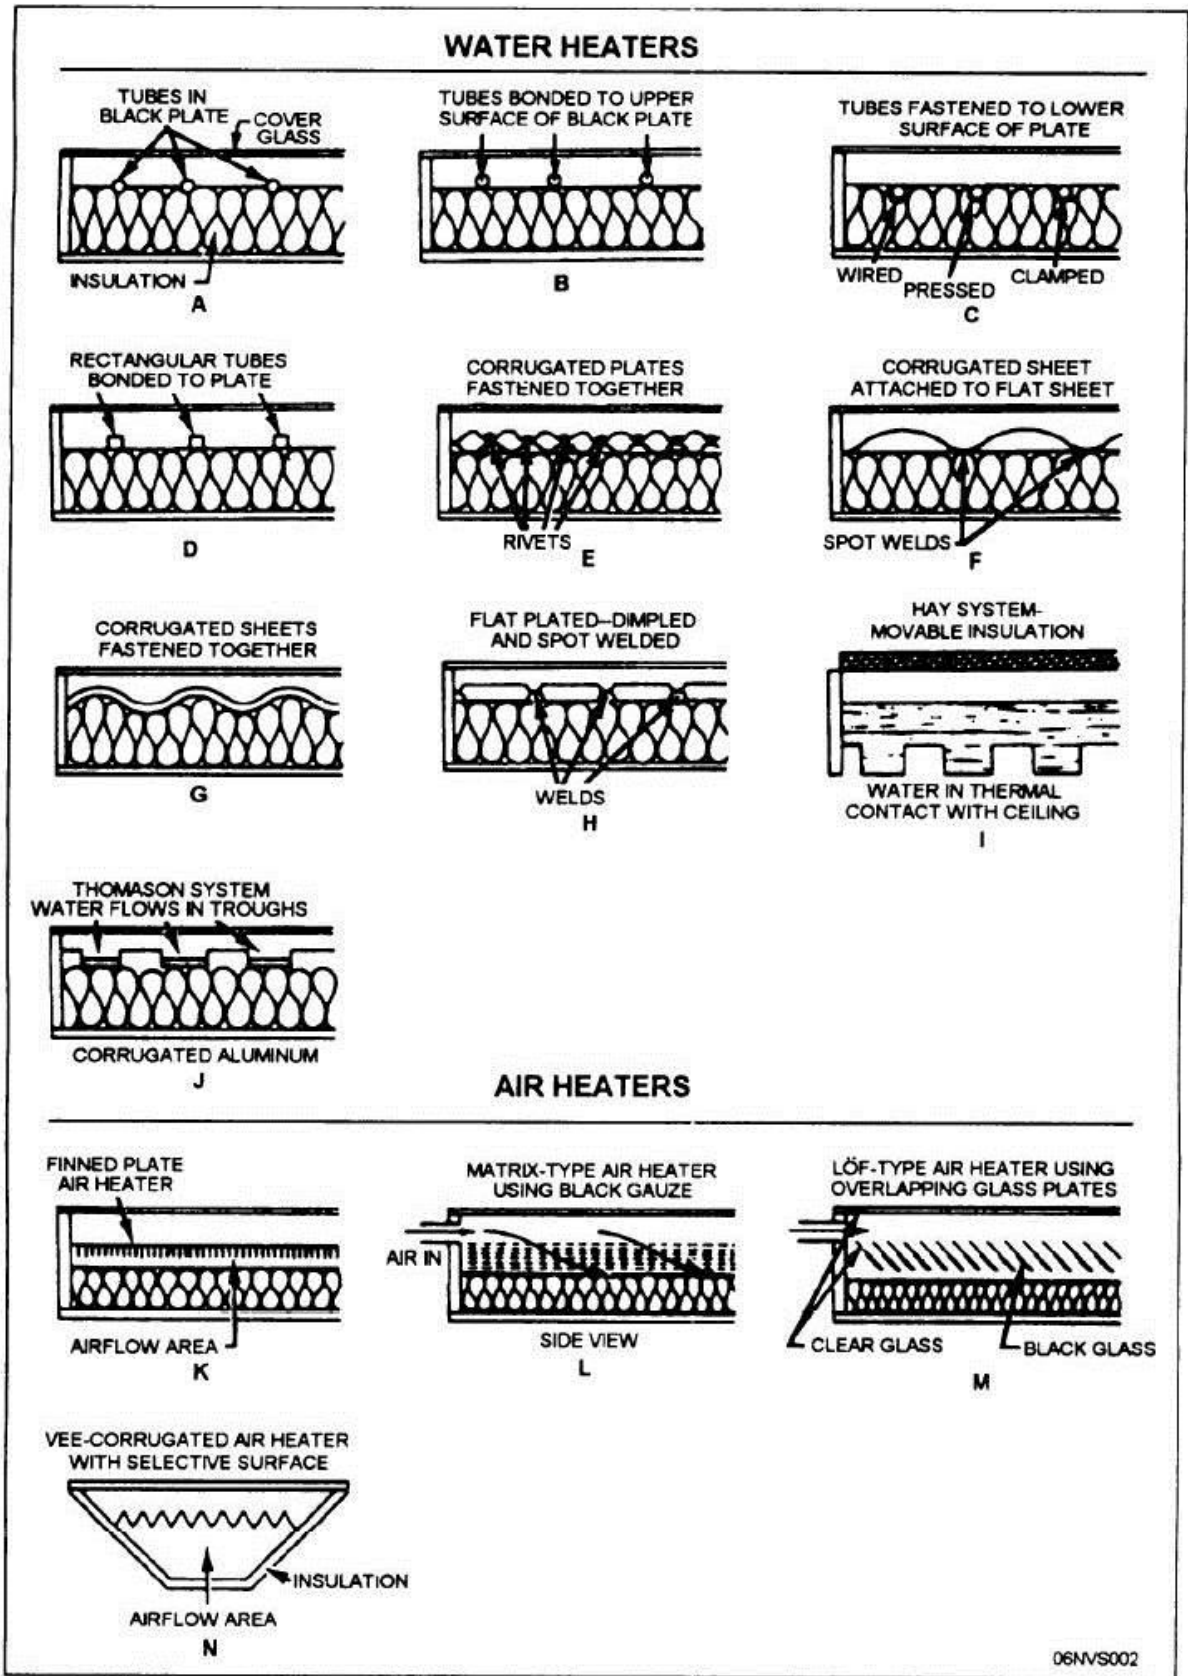 WATER HEATERS
TUBES IN
BLACK PLATE
COVER
GLASS
INSULATION
A
TUBES BONDED TO UPPER
SURFACE OF BLACK PLATE
B
TUBES FASTENED TO LOWER
SURFACE OF PLATE
WIRED
PRESSED
CLAMPED
C
RECTANGULAR TUBES
BONDED TO PLATE
D
CORRUGATED PLATES
FASTENED TOGETHER
RIVETS
E
CORRUGATED SHEET
ATTACHED TO FLAT SHEET
SPOT WELDS
F
CORRUGATED SHEETS
FASTENED TOGETHER
G
FLAT PLATED–DIMPLED
AND SPOT WELDED
WELDS
H
HAY SYSTEM-
MOVABLE INSULATION
WATER IN THERMAL
CONTACT WITH CEILING
I
THOMASON SYSTEM
WATER FLOWS IN TROUGHS
CORRUGATED ALUMINUM
J
AIR HEATERS
FINNED PLATE
AIR HEATER
AIRFLOW AREA
K
MATRIX-TYPE AIR HEATER
USING BLACK GAUZE
AIR IN
SIDE VIEW
L
LÖF-TYPE AIR HEATER USING
OVERLAPPING GLASS PLATES
CLEAR GLASS
BLACK GLASS
M
VEE-CORRUGATED AIR HEATER
WITH SELECTIVE SURFACE
INSULATION
AIRFLOW AREA
N
06NVS002